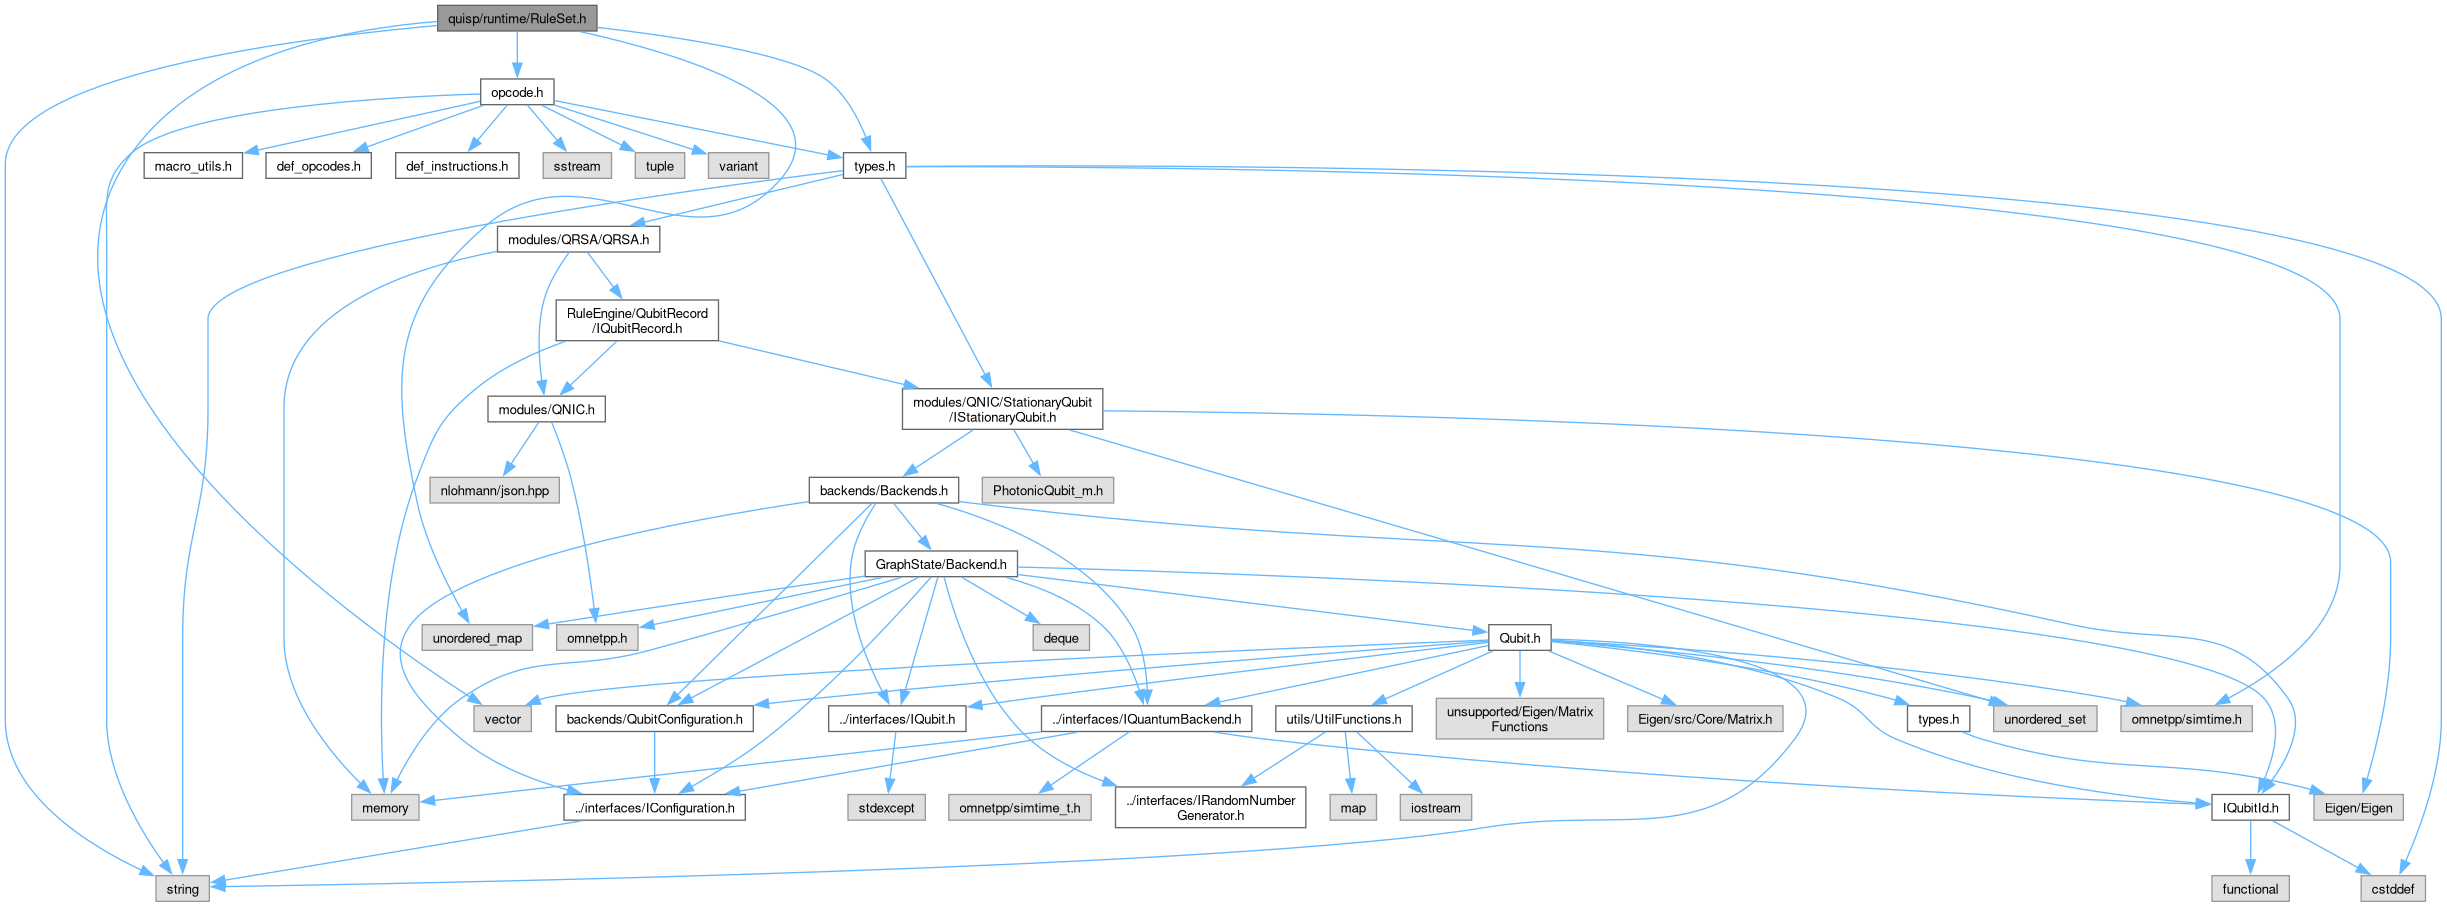 quisp/runtime/RuleSet.h
opcode.h
macro_utils.h
def_opcodes.h
def_instructions.h
sstream
tuple
variant
types.h
modules/QRSA/QRSA.h
RuleEngine/QubitRecord
/IQubitRecord.h
modules/QNIC.h
modules/QNIC/StationaryQubit
/IStationaryQubit.h
nlohmann/json.hpp
backends/Backends.h
PhotonicQubit_m.h
GraphState/Backend.h
unordered_map
omnetpp.h
deque
Qubit.h
vector
backends/QubitConfiguration.h
../interfaces/IQubit.h
../interfaces/IQuantumBackend.h
utils/UtilFunctions.h
unsupported/Eigen/Matrix
Functions
Eigen/src/Core/Matrix.h
types.h
unordered_set
omnetpp/simtime.h
memory
../interfaces/IConfiguration.h
stdexcept
omnetpp/simtime_t.h
../interfaces/IRandomNumber
Generator.h
map
iostream
IQubitId.h
Eigen/Eigen
string
functional
cstddef